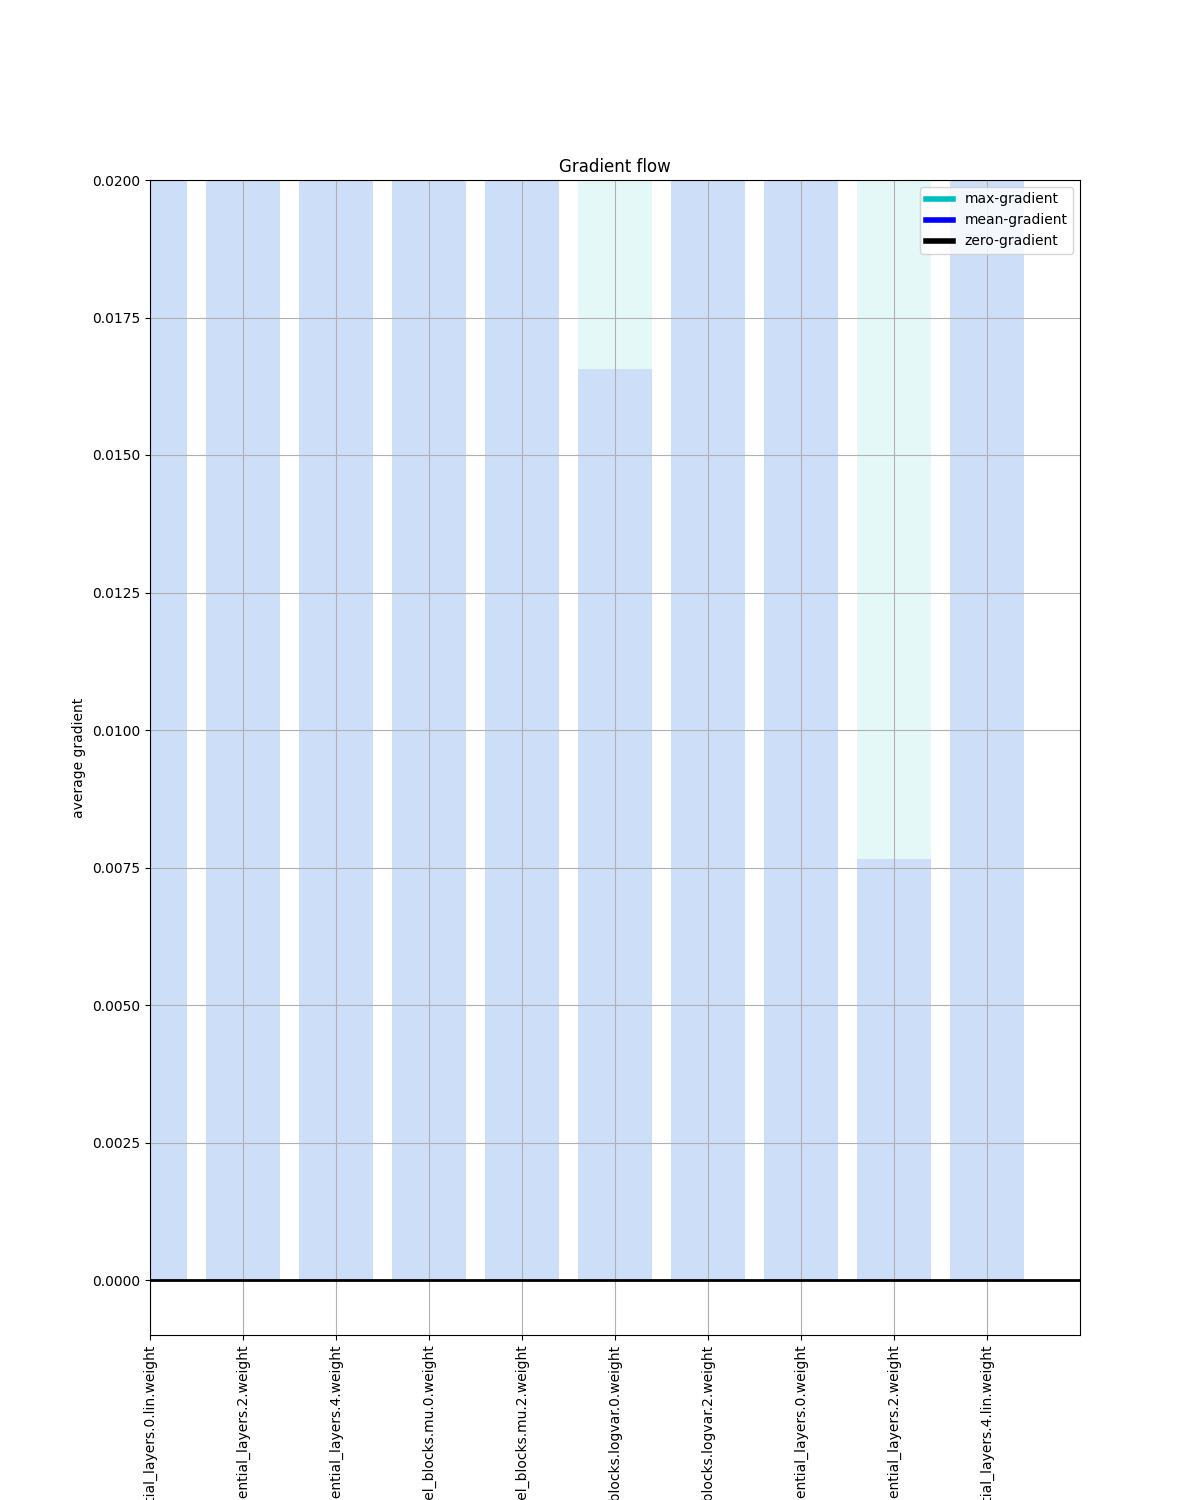 Gradient flow
max-gradient
mean-gradient
zero-gradient
0.0200
0.0175
0.0150
0.0125
0.0100
0.0075
0.0050
0.0025
0.0000
average gradient
tial_layers.0.lin.weight
ential_layers.2.weight
ential_layers.4.weight
el_blocks.mu.0.weight
el_blocks.mu.2.weight
blocks.logvar.0.weight
blocks.logvar.2.weight
ential_layers.0.weight
ential_layers.2.weight
tial_layers.4.lin.weight